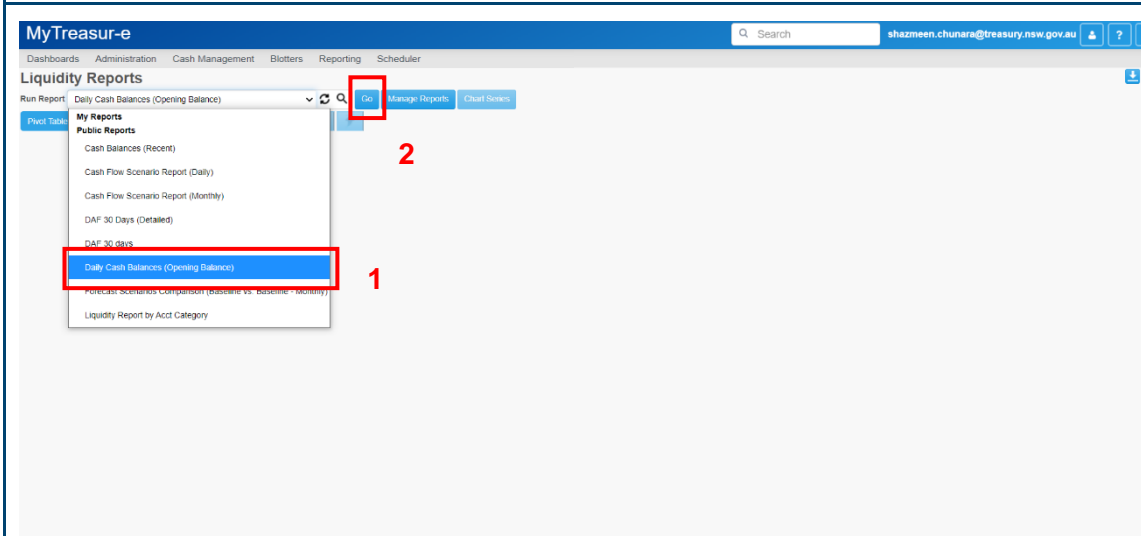 MyTreasur-e
Search
shazmeen.chunara@treasury.nsw.gov.au
?
Dashboards Administration Cash Management Blotters Reporting Scheduler
Liquidity Reports
Run Report Daily Cash Balances (Opening Balance) Go Manage Reports Chart Series
Pivot Table
My Reports
Public Reports
Cash Balances (Recent)
2
Cash Flow Scenario Report (Daily)
Cash Flow Scenario Report (Monthly)
DAF 30 Days (Detailed)
DAF 30 days
Daily Cash Balances (Opening Balance)
1
Forecast Scenarios Comparison (Baseline vs Baseline - Monthly)
Liquidity Report by Acct Category